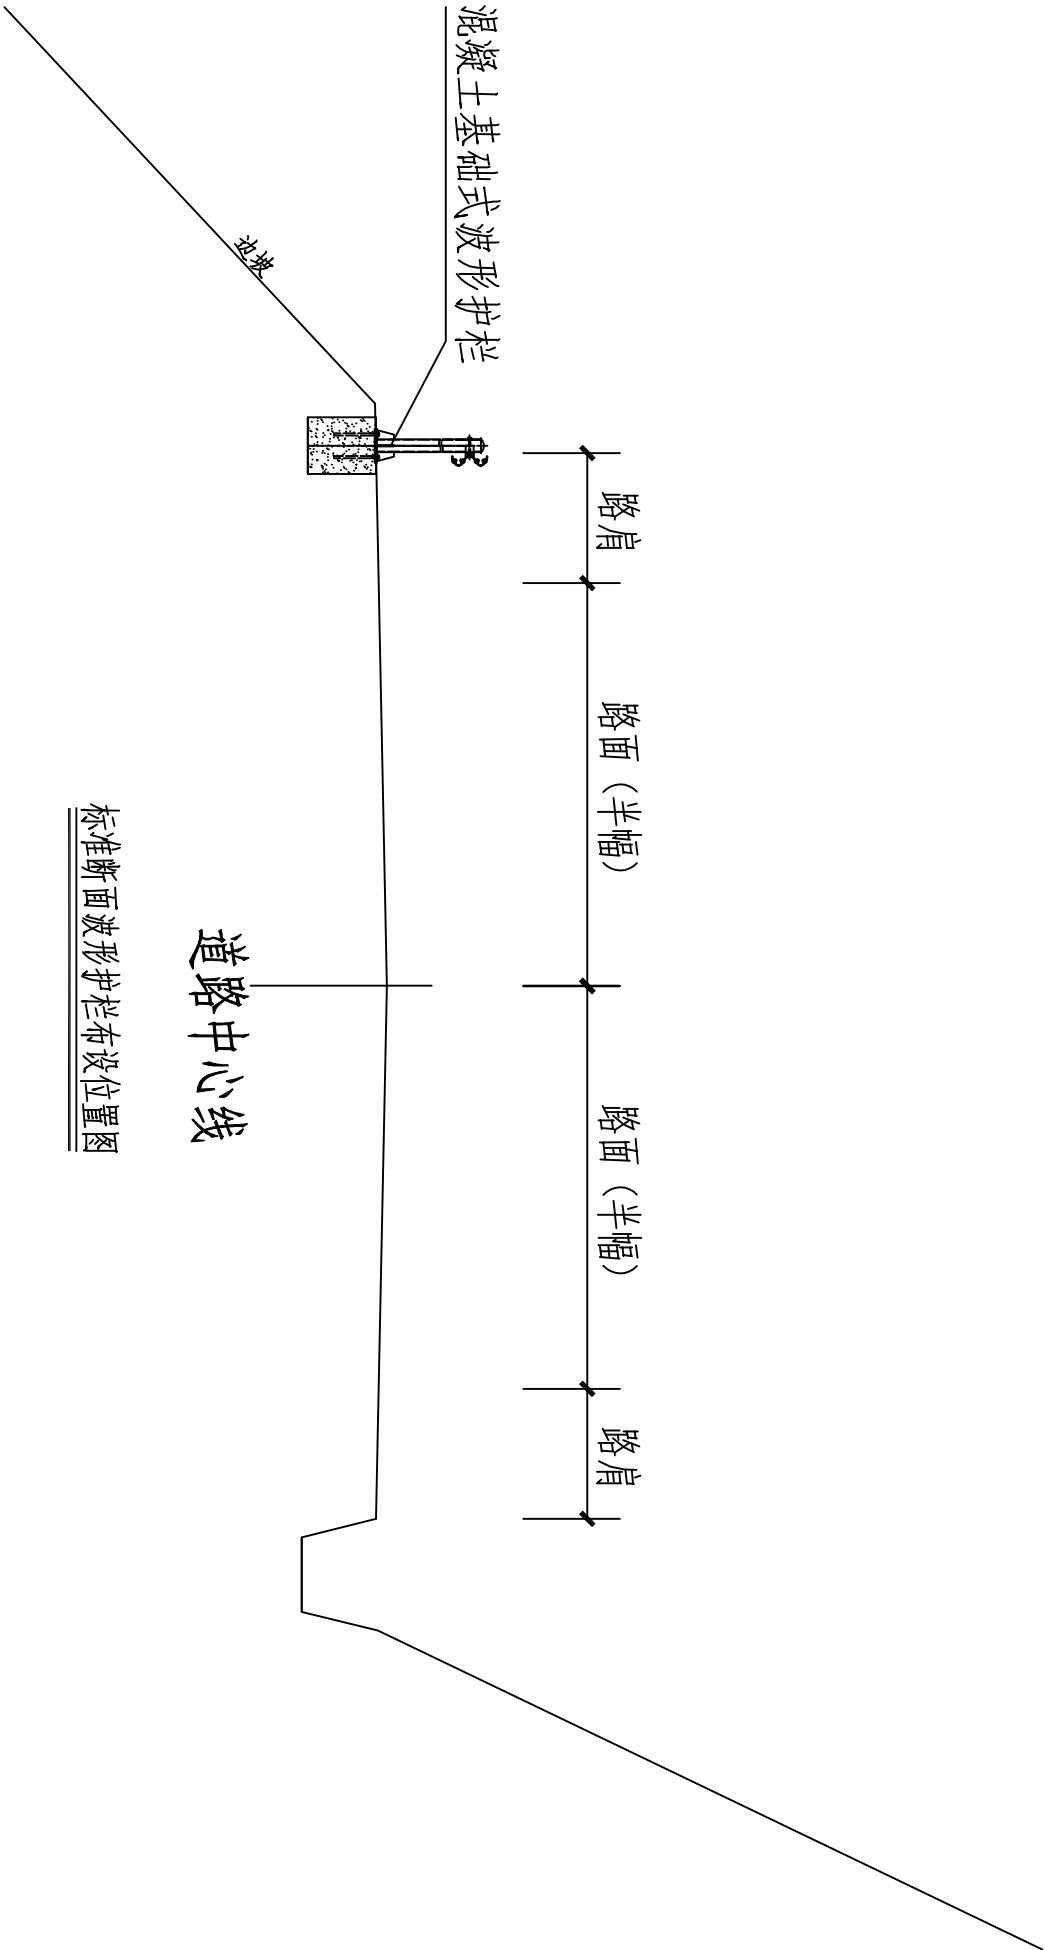 路肩
路面（半幅）
路面（半幅）
路肩
混凝土基础式波形护栏
边坡
道路中心线
标准断面波形护栏布设位置图